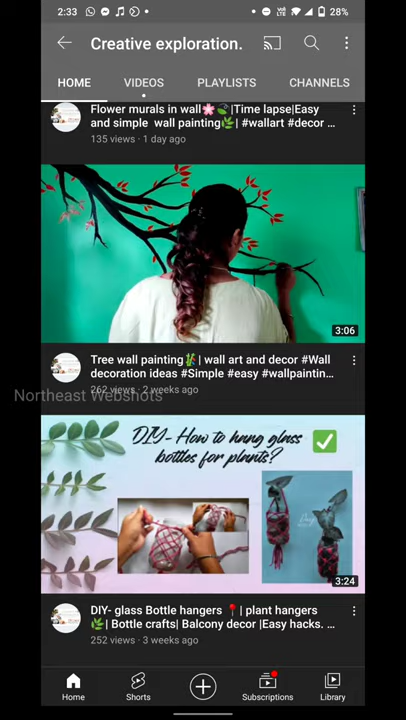 2:33
28%
Creative exploration.
HOME VIDEOS PLAYLISTS CHANNELS
Flower murals in wall🌸🍃|Time lapse|Easy
and simple wall painting🌿| #wallart #decor ...
135 views · 1 day ago
3:06
Tree wall painting🎋| wall art and decor #Wall
decoration ideas #Simple #easy #wallpaintin...
262 views · 2 weeks ago
Northeast Webshots
DIY- How to hang glass
bottles for plants?
3:24
DIY- glass Bottle hangers 📍| plant hangers
🌿| Bottle crafts| Balcony decor |Easy hacks. ...
252 views · 3 weeks ago
Home Shorts Subscriptions Library